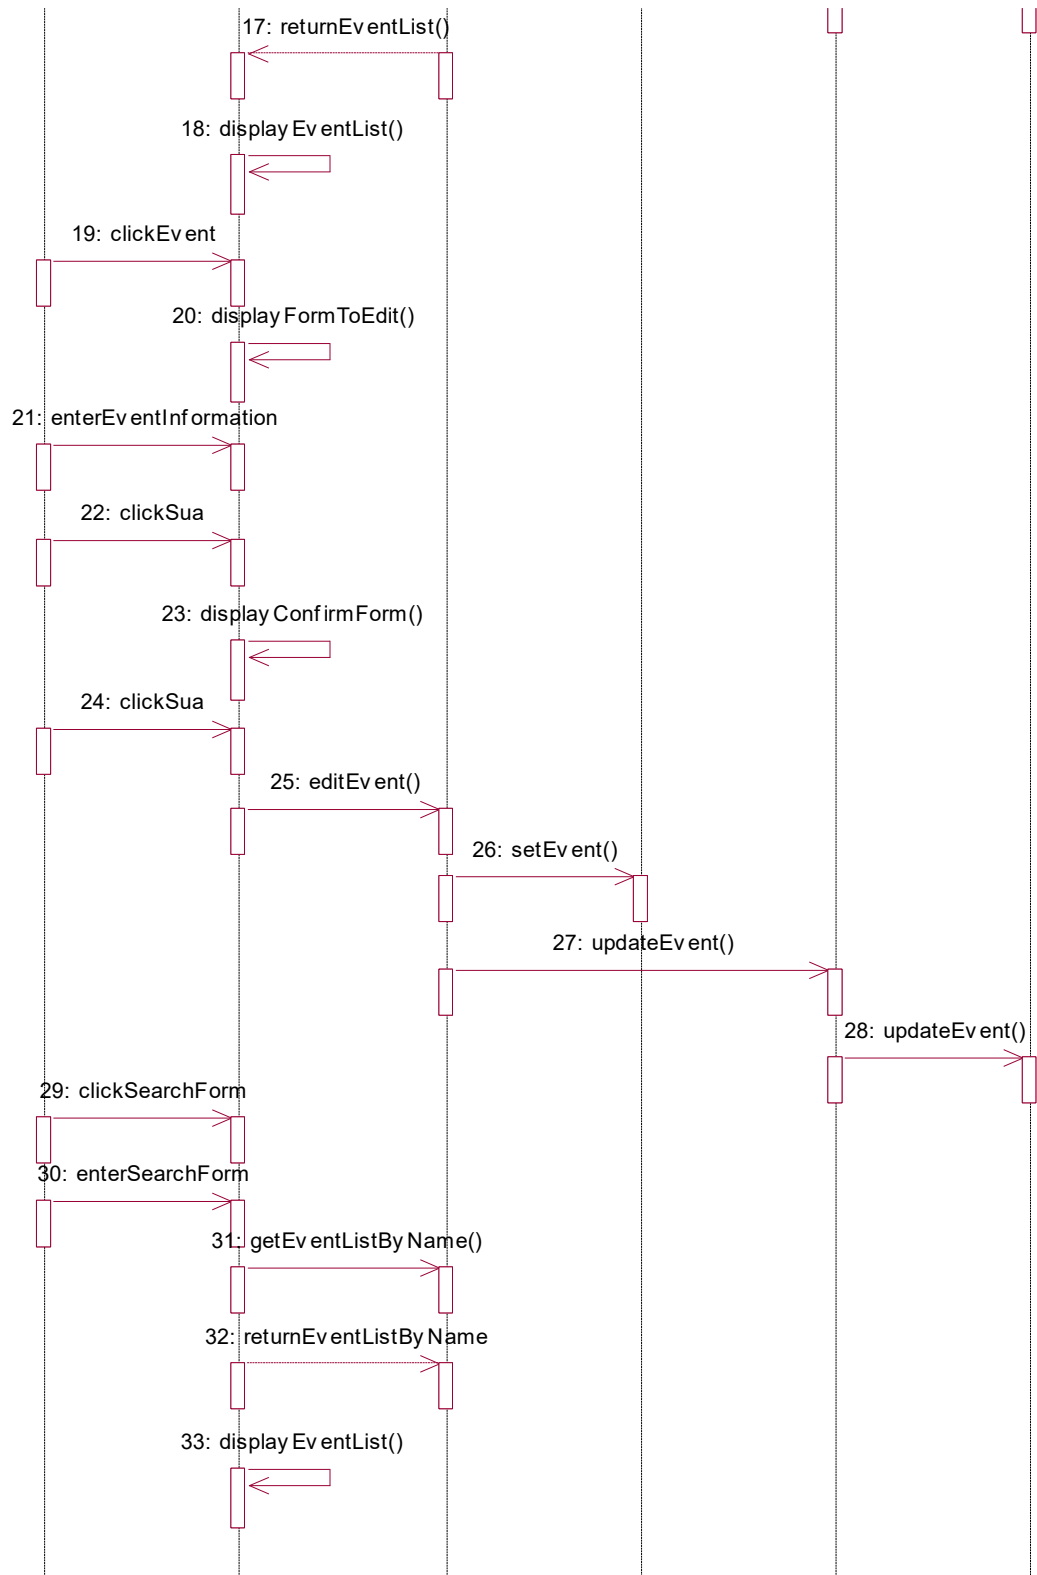 17: returnEventList()
18: displayEventList()
19: clickEvent
20: displayFormToEdit()
21: enterEventInformation
22: clickSua
23: displayConfirmForm()
24: clickSua
25: editEvent()
26: setEvent()
27: updateEvent()
28: updateEvent()
29: clickSearchForm
30: enterSearchForm
31: getEventListByName()
32: returnEventListByName
33: displayEventList()